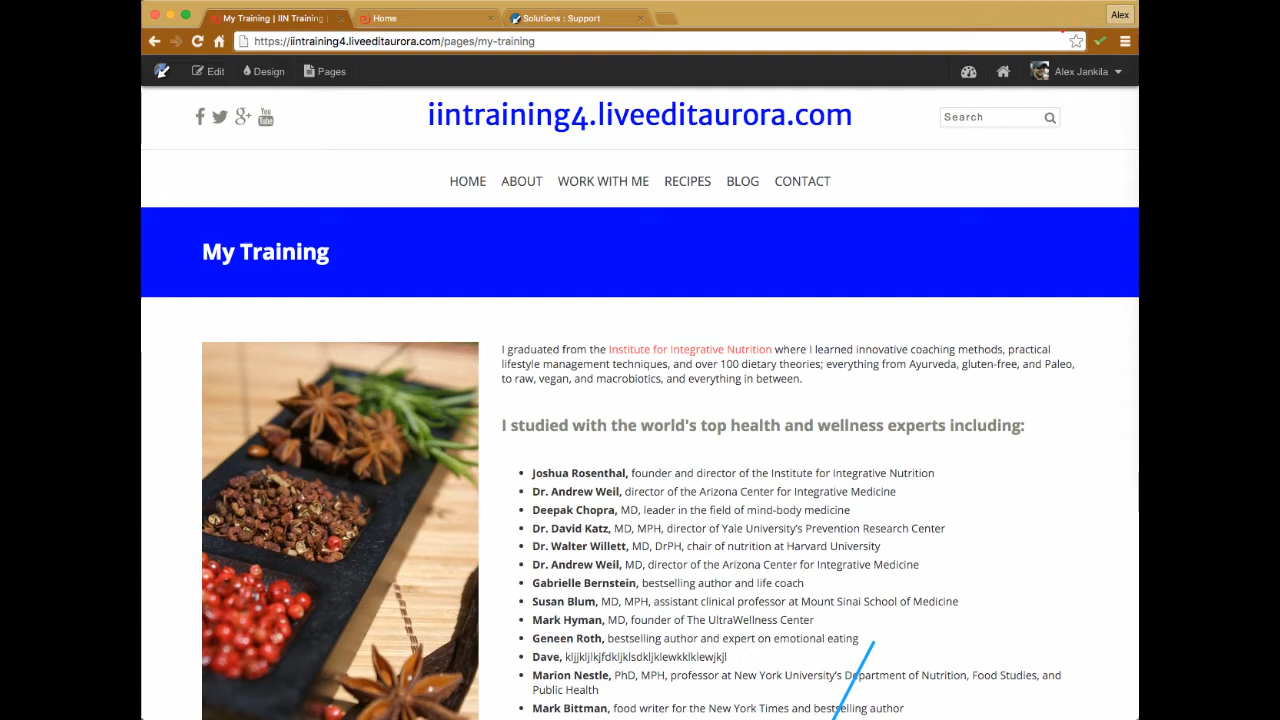 My Training | IIN Training |
Home
Solutions : Support
Alex
https://iintraining4.liveeditaurora.com/pages/my-training
Edit
Design
Pages
Alex Jankila
You
Tube
iintraining4.liveeditaurora.com
Search
HOME ABOUT WORK WITH ME RECIPES BLOG CONTACT
My Training
I graduated from the Institute for Integrative Nutrition where I learned innovative coaching methods, practical
lifestyle management techniques, and over 100 dietary theories; everything from Ayurveda, gluten-free, and Paleo,
to raw, vegan, and macrobiotics, and everything in between.
I studied with the world's top health and wellness experts including:
• Joshua Rosenthal, founder and director of the Institute for Integrative Nutrition
• Dr. Andrew Weil, director of the Arizona Center for Integrative Medicine
• Deepak Chopra, MD, leader in the field of mind-body medicine
• Dr. David Katz, MD, MPH, director of Yale University's Prevention Research Center
• Dr. Walter Willett, MD, DrPH, chair of nutrition at Harvard University
• Dr. Andrew Weil, MD, director of the Arizona Center for Integrative Medicine
• Gabrielle Bernstein, bestselling author and life coach
• Susan Blum, MD, MPH, assistant clinical professor at Mount Sinai School of Medicine
• Mark Hyman, MD, founder of The UltraWellness Center
• Geneen Roth, bestselling author and expert on emotional eating
• Dave, kljjkljlkjfdkljklsdkljklewkklklewjkjl
• Marion Nestle, PhD, MPH, professor at New York University's Department of Nutrition, Food Studies, and
Public Health
• Mark Bittman, food writer for the New York Times and bestselling author